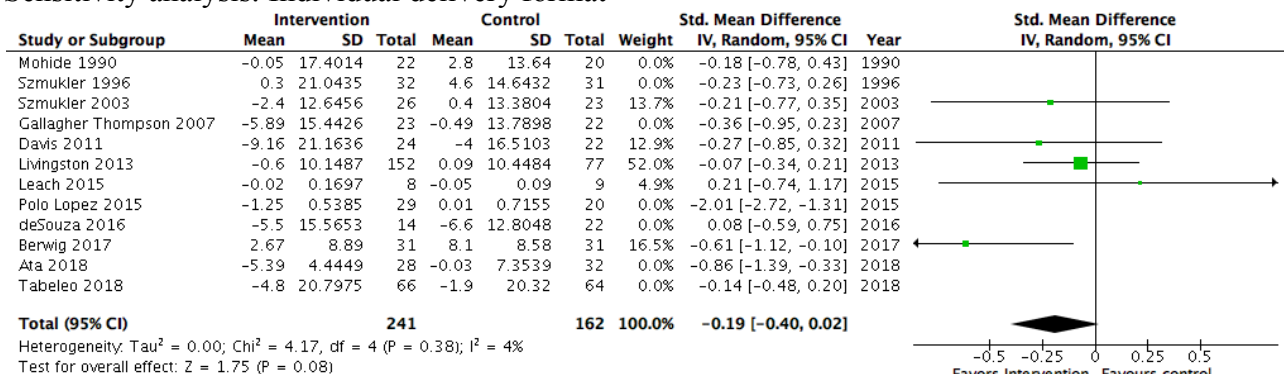 Sensitivity analysis: Individual delivery format
Intervention Control Std. Mean Difference Std. Mean Difference
Study or Subgroup Mean SD Total Mean SD Total Weight IV, Random, 95% CI Year IV, Random, 95% CI
Mohide 1990 -0.05 17.4014 22 2.8 13.64 20 0.0% -0.18 [-0.78, 0.43] 1990
Szmukler 1996 0.3 21.0435 32 4.6 14.6432 31 0.0% -0.23 [-0.73, 0.26] 1996
Szmukler 2003 -2.4 12.6456 26 0.4 13.3804 23 13.7% -0.21 [-0.77, 0.35] 2003
Gallagher Thompson 2007 -5.89 15.4426 23 -0.49 13.7898 22 0.0% -0.36 [-0.95, 0.23] 2007
Davis 2011 -9.16 21.1636 24 -4 16.5103 22 12.9% -0.27 [-0.85, 0.32] 2011
Livingston 2013 -0.6 10.1487 152 0.09 10.4484 77 52.0% -0.07 [-0.34, 0.21] 2013
Leach 2015 -0.02 0.1697 8 -0.05 0.09 9 4.9% 0.21 [-0.74, 1.17] 2015
Polo Lopez 2015 -1.25 0.5385 29 0.01 0.7155 20 0.0% -2.01 [-2.72, -1.31] 2015
deSouza 2016 -5.5 15.5653 14 -6.6 12.8048 22 0.0% 0.08 [-0.59, 0.75] 2016
Berwig 2017 2.67 8.89 31 8.1 8.58 31 16.5% -0.61 [-1.12, -0.10] 2017
Ata 2018 -5.39 4.4449 28 -0.03 7.3539 32 0.0% -0.86 [-1.39, -0.33] 2018
Tabeleo 2018 -4.8 20.7975 66 -1.9 20.32 64 0.0% -0.14 [-0.48, 0.20] 2018
Total (95% CI) 241 162 100.0% -0.19 [-0.40, 0.02]
Heterogeneity: Tau² = 0.00; Chi² = 4.17, df = 4 (P = 0.38); I² = 4%
Test for overall effect: Z = 1.75 (P = 0.08)
-0.5 -0.25 0 0.25 0.5
Favors Intervention Favours control